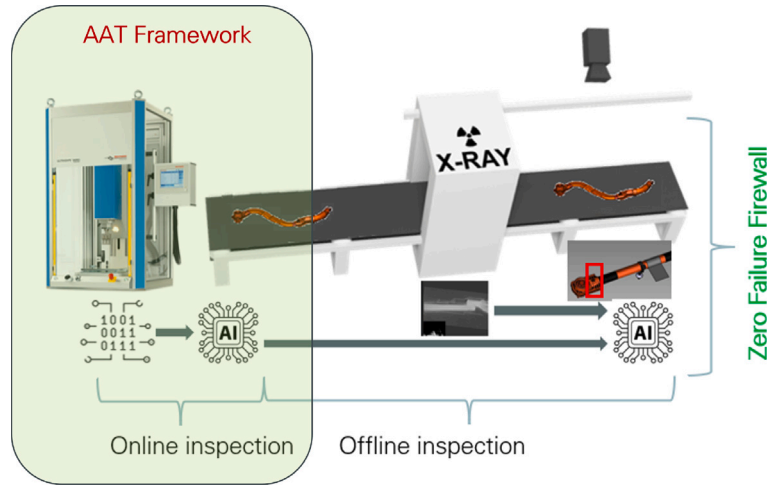 AAT Framework
X-RAY
Zero Failure Firewall
1001
0011
0111
AI
AI
Online inspection
Offline inspection